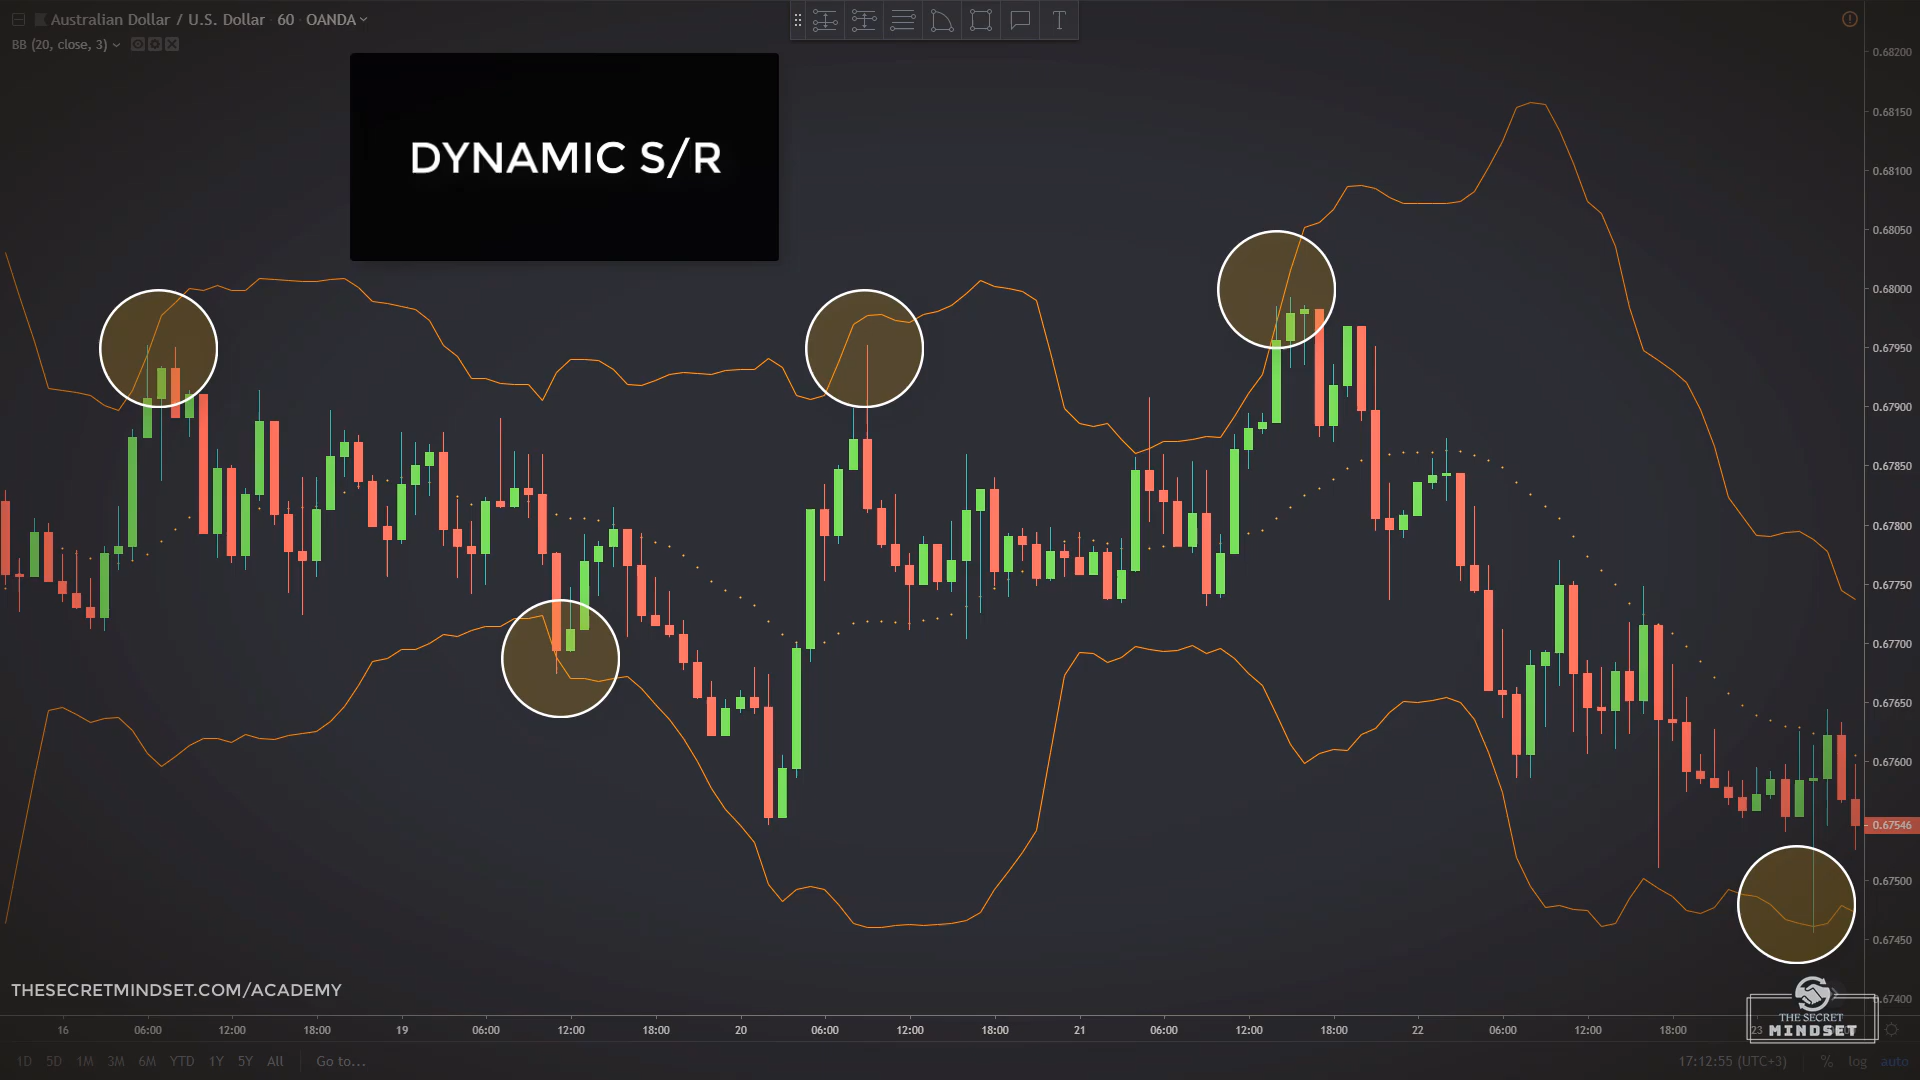 Australian Dollar / U.S. Dollar 60 OANDA
BB (20, close, 3)
T
DYNAMIC S/R
0.68200
0.68150
0.68100
0.68050
0.68000
0.67950
0.67900
0.67850
0.67800
0.67750
0.67700
0.67650
0.67600
0.67546
0.67500
0.67450
0.67400
THESECRETMINDSET.COM/ACADEMY
THE SECRET
MINDSET
16 06:00 12:00 18:00 19 06:00 12:00 18:00 20 06:00 12:00 18:00 21 06:00 12:00 18:00 22 06:00 12:00 18:00 23
1D 5D 1M 3M 6M YTD 1Y 5Y All Go to...
17:12:55 (UTC+3) % log auto